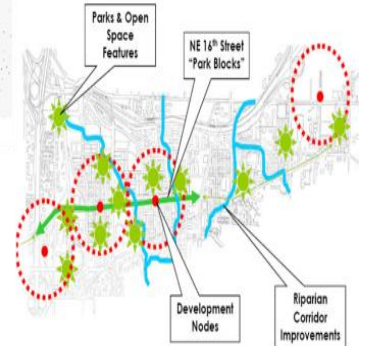 Parks & Open
Space
Features
NE 16th Street
"Park Blocks"
Development
Nodes
Riparian
Corridor
Improvements